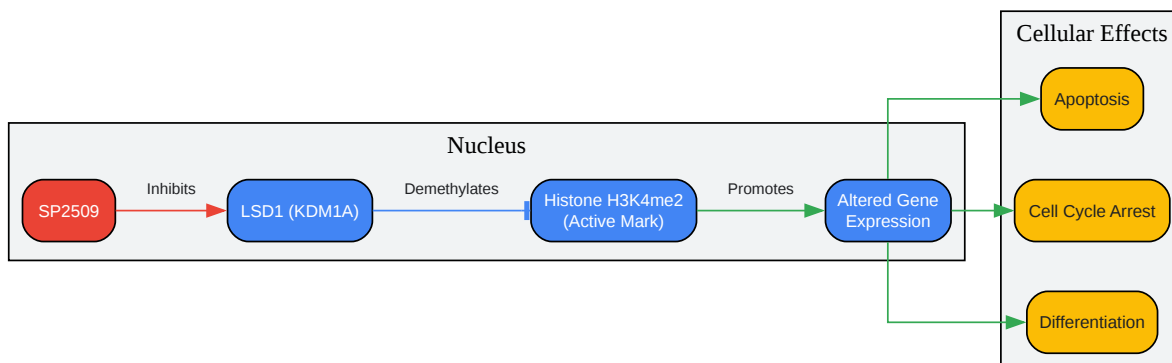 Cellular Effects
Apoptosis
Nucleus
SP2509
Inhibits
LSD1 (KDM1A)
Demethylates
Histone H3K4me2
(Active Mark)
Promotes
Altered Gene
Expression
Cell Cycle Arrest
Differentiation